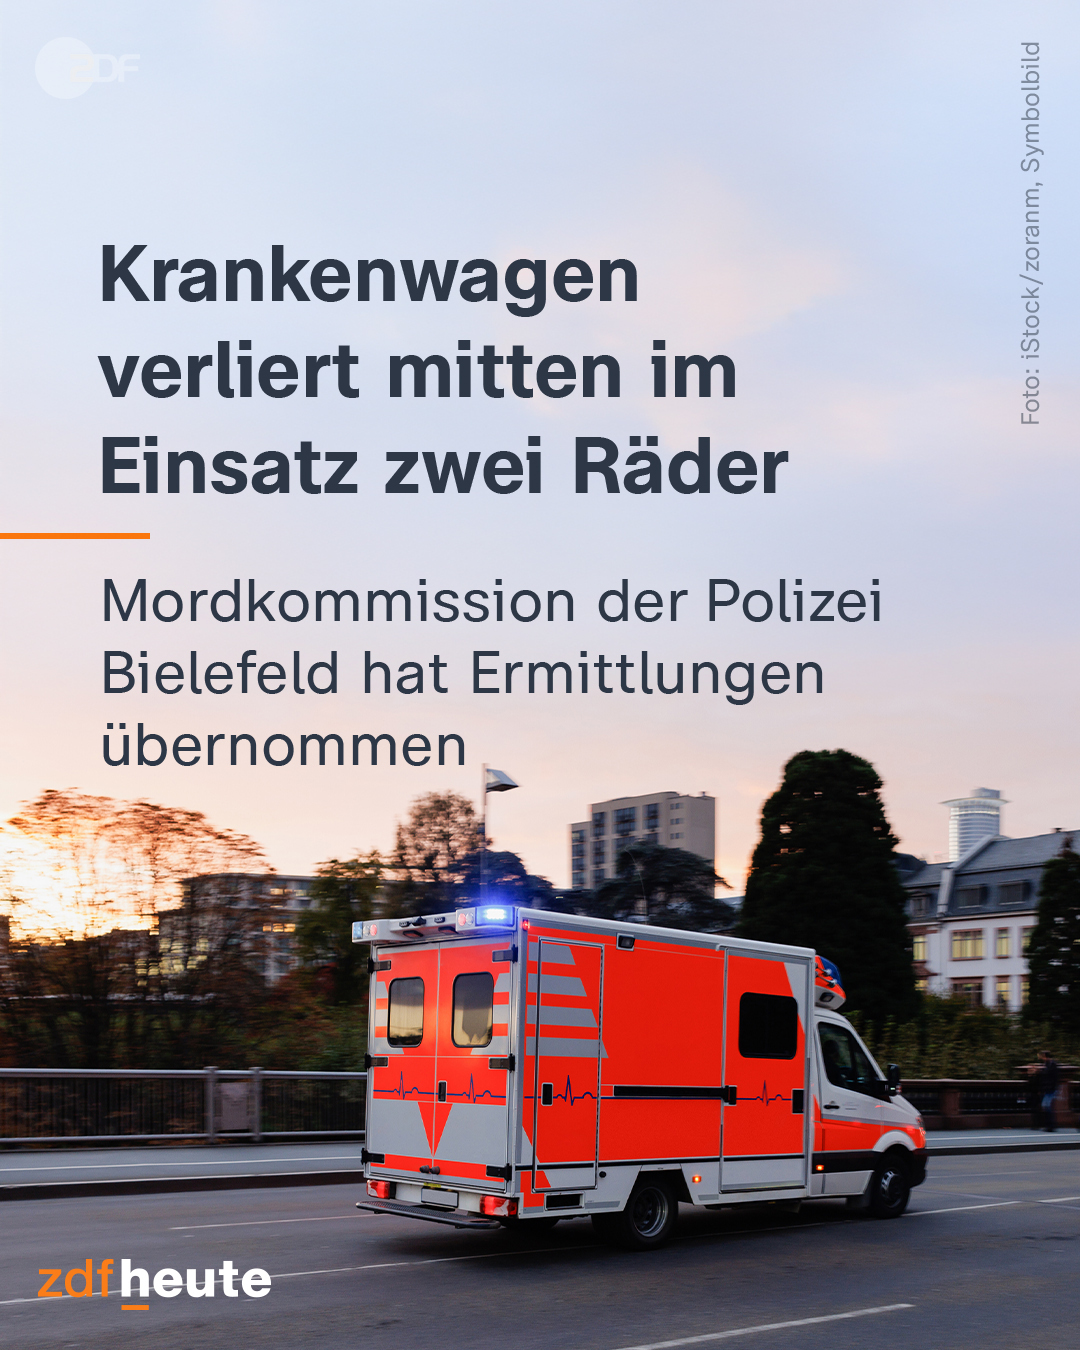 ZDF
Foto: iStock/zoranm, Symbolbild
Krankenwagen
verliert mitten im
Einsatz zwei Räder
Mordkommission der Polizei
Bielefeld hat Ermittlungen
übernommen
zdfheute